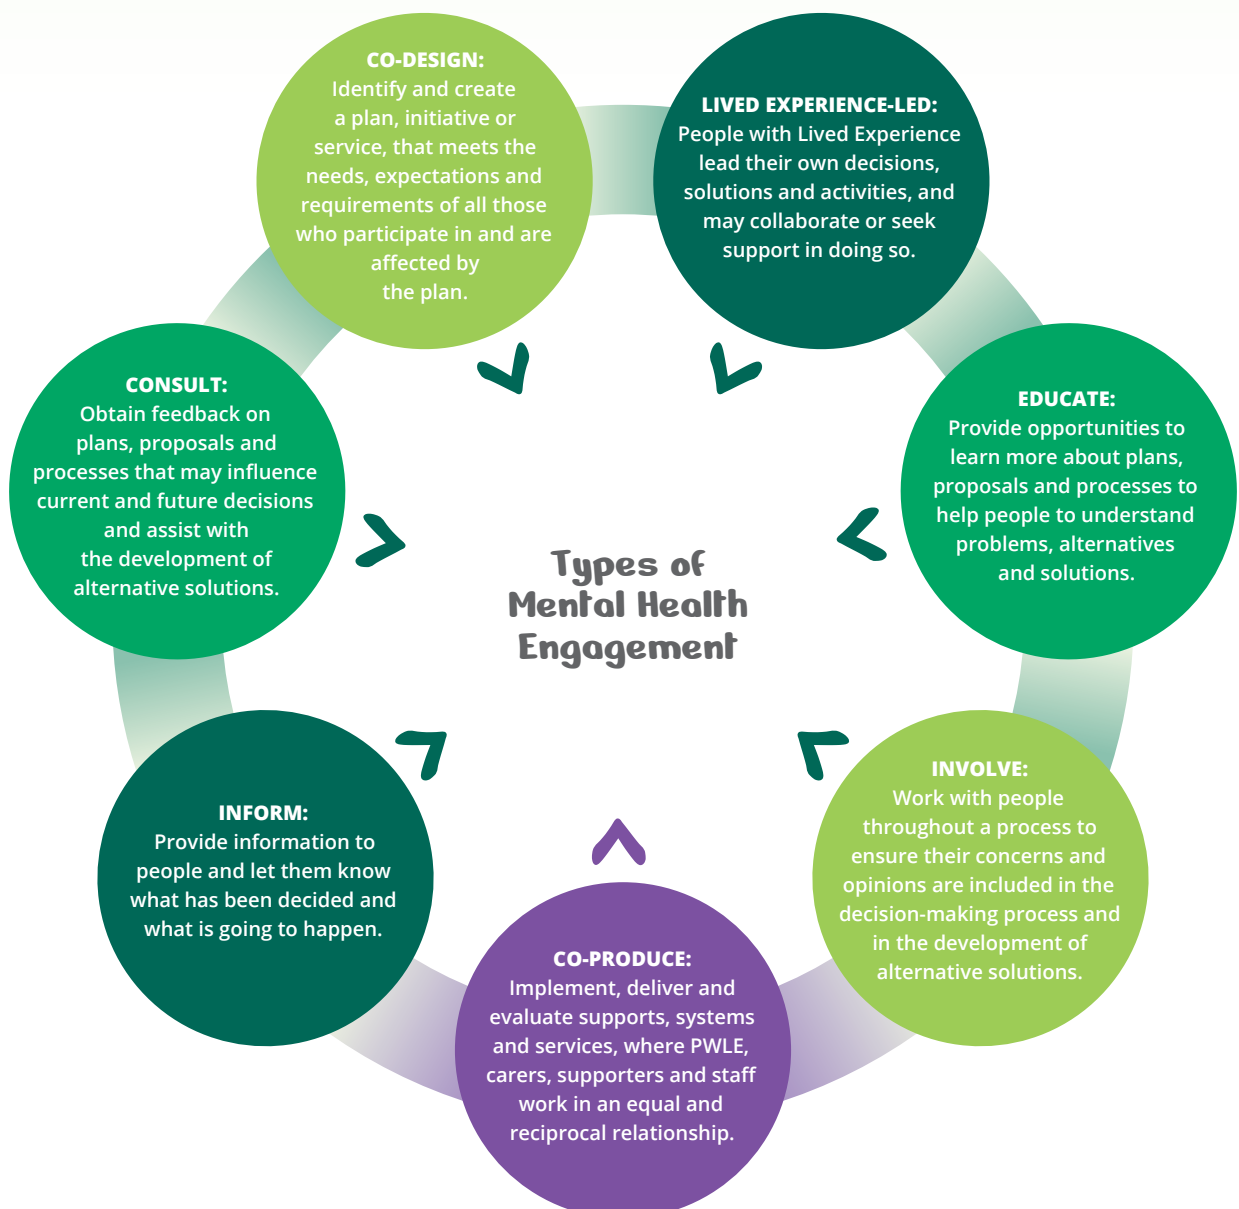 CO-DESIGN:
Identify and create
a plan, initiative or
service, that meets the
needs, expectations and
requirements of all those
who participate in and are
affected by
the plan.
LIVED EXPERIENCE-LED:
People with Lived Experience
lead their own decisions,
solutions and activities, and
may collaborate or seek
support in doing so.
CONSULT:
Obtain feedback on
plans, proposals and
processes that may influence
current and future decisions
and assist with
the development of
alternative solutions.
EDUCATE:
Provide opportunities to
learn more about plans,
proposals and processes to
help people to understand
problems, alternatives
and solutions.
Types of
Mental Health
Engagement
INFORM:
Provide information to
people and let them know
what has been decided and
what is going to happen.
INVOLVE:
Work with people
throughout a process to
ensure their concerns and
opinions are included in the
decision-making process and
in the development of
alternative solutions.
CO-PRODUCE:
Implement, deliver and
evaluate supports, systems
and services, where PWLE,
carers, supporters and staff
work in an equal and
reciprocal relationship.